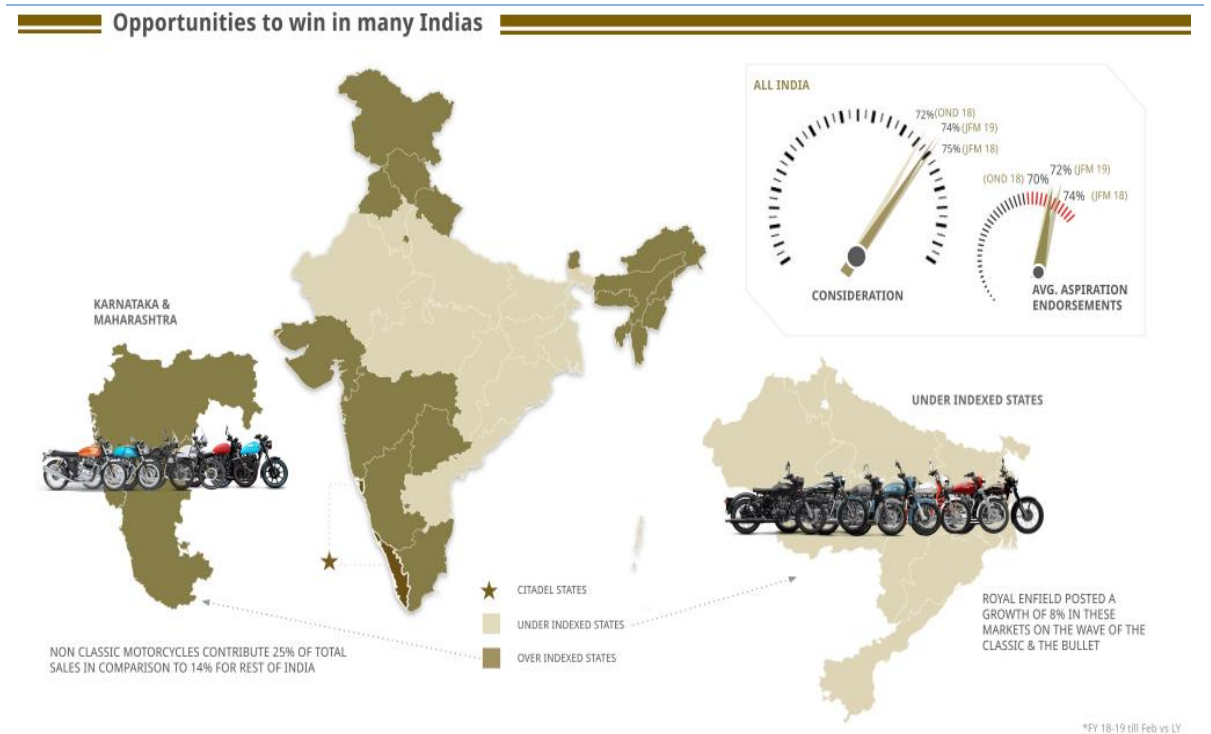 Opportunities to win in many Indias
ALL INDIA
72%(OND 18)
74%(JFM 19)
75%(JFM 18)
CONSIDERATION
(OND 18) 70%
72% (JFM 19)
74% (JFM 18)
AVG. ASPIRATION
ENDORSEMENTS
KARNATAKA &
MAHARASHTRA
NON CLASSIC MOTORCYCLES CONTRIBUTE 25% OF TOTAL
SALES IN COMPARISON TO 14% FOR REST OF INDIA
CITADEL STATES
UNDER INDEXED STATES
OVER INDEXED STATES
UNDER INDEXED STATES
ROYAL ENFIELD POSTED A
GROWTH OF 8% IN THESE
MARKETS ON THE WAVE OF THE
CLASSIC & THE BULLET
*FY 18-19 till Feb vs LY